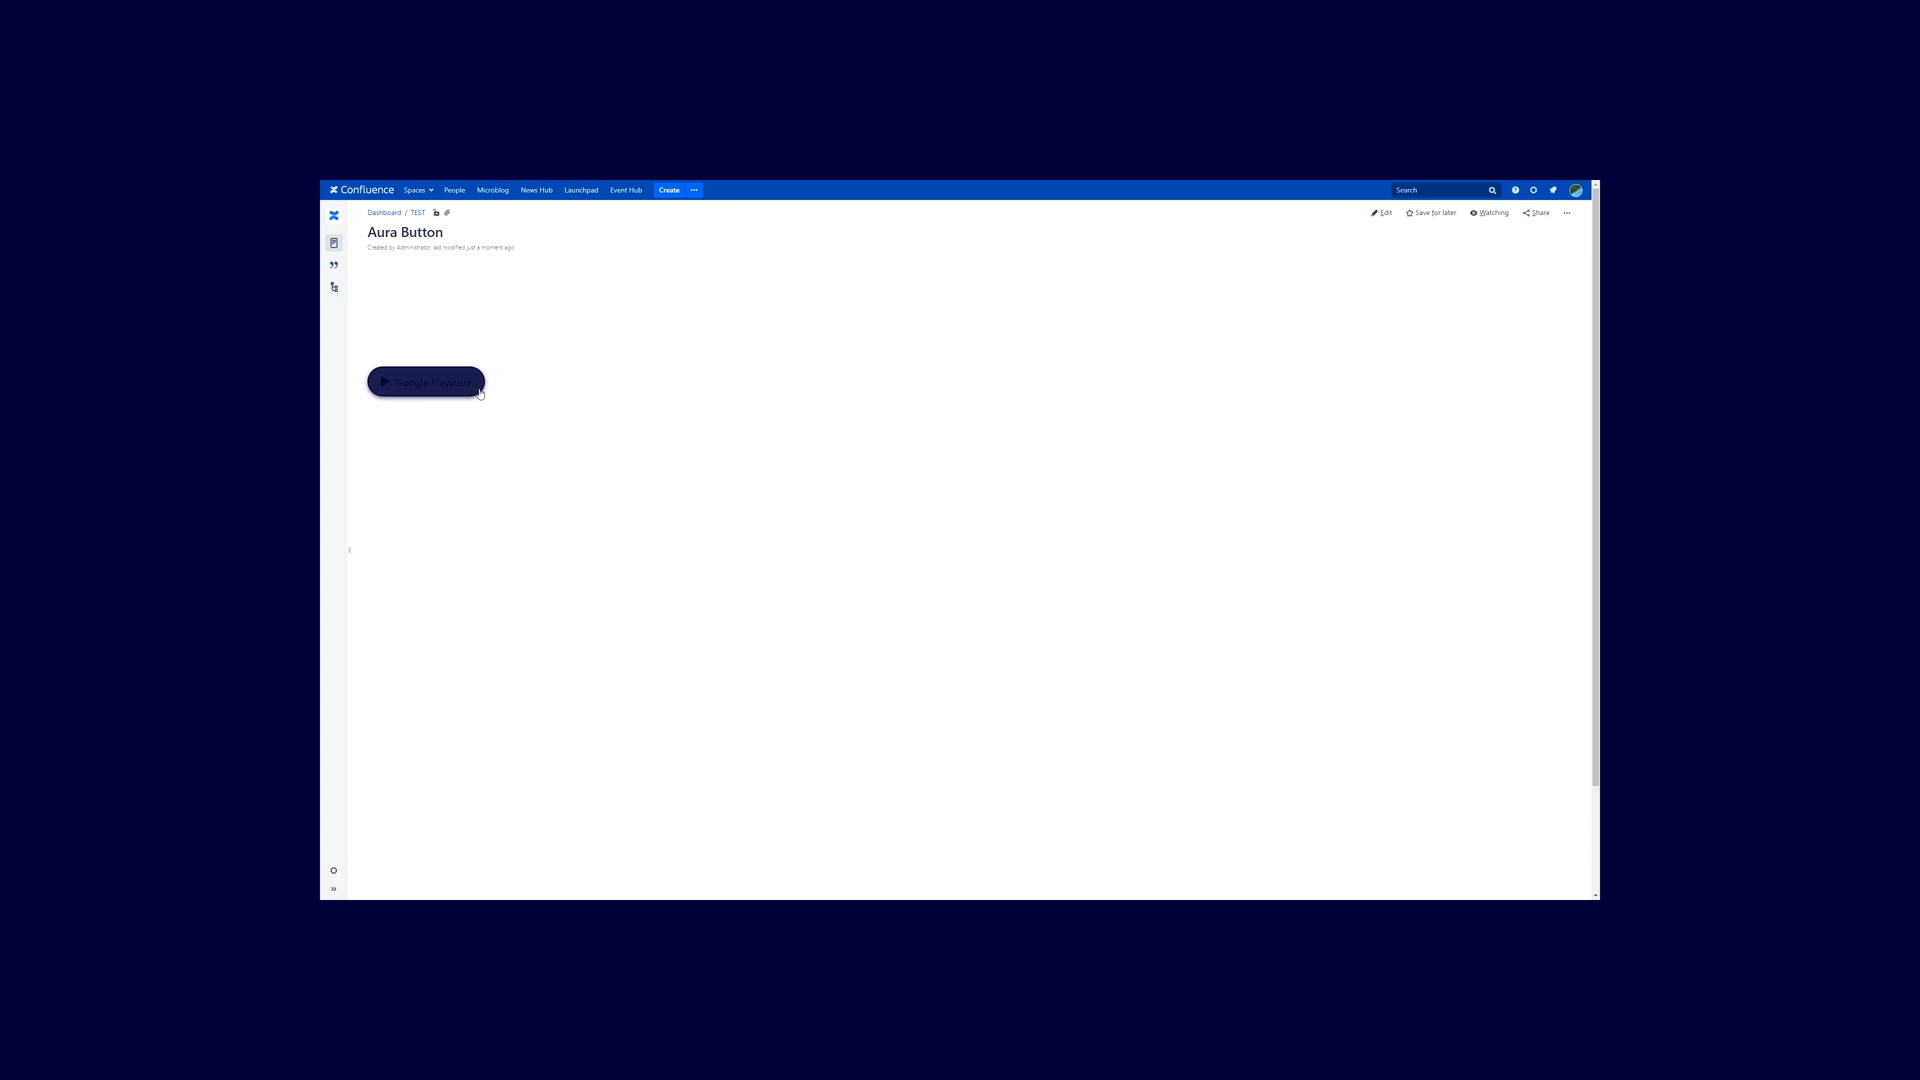 Confluence Spaces People Microblog News Hub Launchpad Event Hub Create Search
Dashboard / TEST Edit Save for later Watching Share
Aura Button
Created by Administrator, last modified just a moment ago
Google Playstore